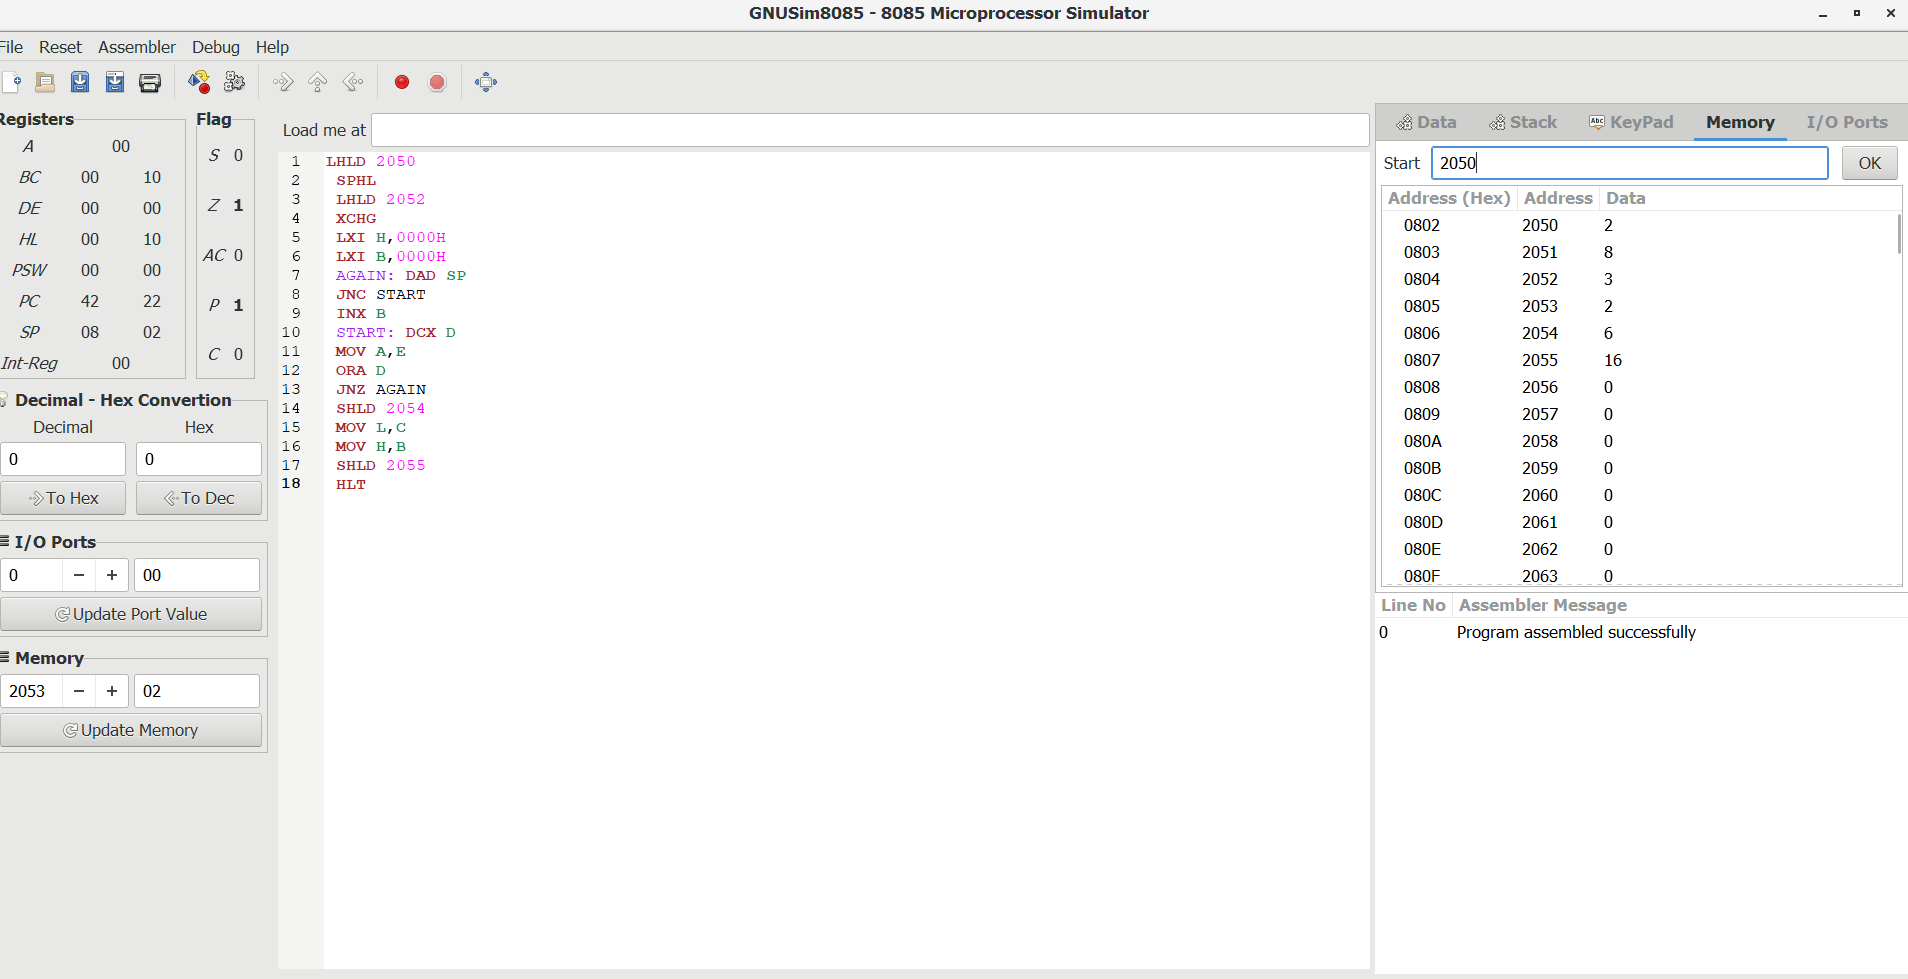 GNUSim8085 - 8085 Microprocessor Simulator
File Reset Assembler Debug Help
Registers
A 00
BC 00 10
DE 00 00
HL 00 10
PSW 00 00
PC 42 22
SP 08 02
Int-Reg 00
Flag
S 0
Z 1
AC 0
P 1
C 0
Decimal - Hex Convertion
Decimal Hex
0 0
To Hex To Dec
I/O Ports
0 − + 00
Update Port Value
Memory
2053 − + 02
Update Memory
Load me at
1 LHLD 2050
2 SPHL
3 LHLD 2052
4 XCHG
5 LXI H,0000H
6 LXI B,0000H
7 AGAIN: DAD SP
8 JNC START
9 INX B
10 START: DCX D
11 MOV A,E
12 ORA D
13 JNZ AGAIN
14 SHLD 2054
15 MOV L,C
16 MOV H,B
17 SHLD 2055
18 HLT
Data Stack Abc KeyPad Memory I/O Ports
Start 2050 OK
Address (Hex) Address Data
0802 2050 2
0803 2051 8
0804 2052 3
0805 2053 2
0806 2054 6
0807 2055 16
0808 2056 0
0809 2057 0
080A 2058 0
080B 2059 0
080C 2060 0
080D 2061 0
080E 2062 0
080F 2063 0
Line No Assembler Message
0 Program assembled successfully